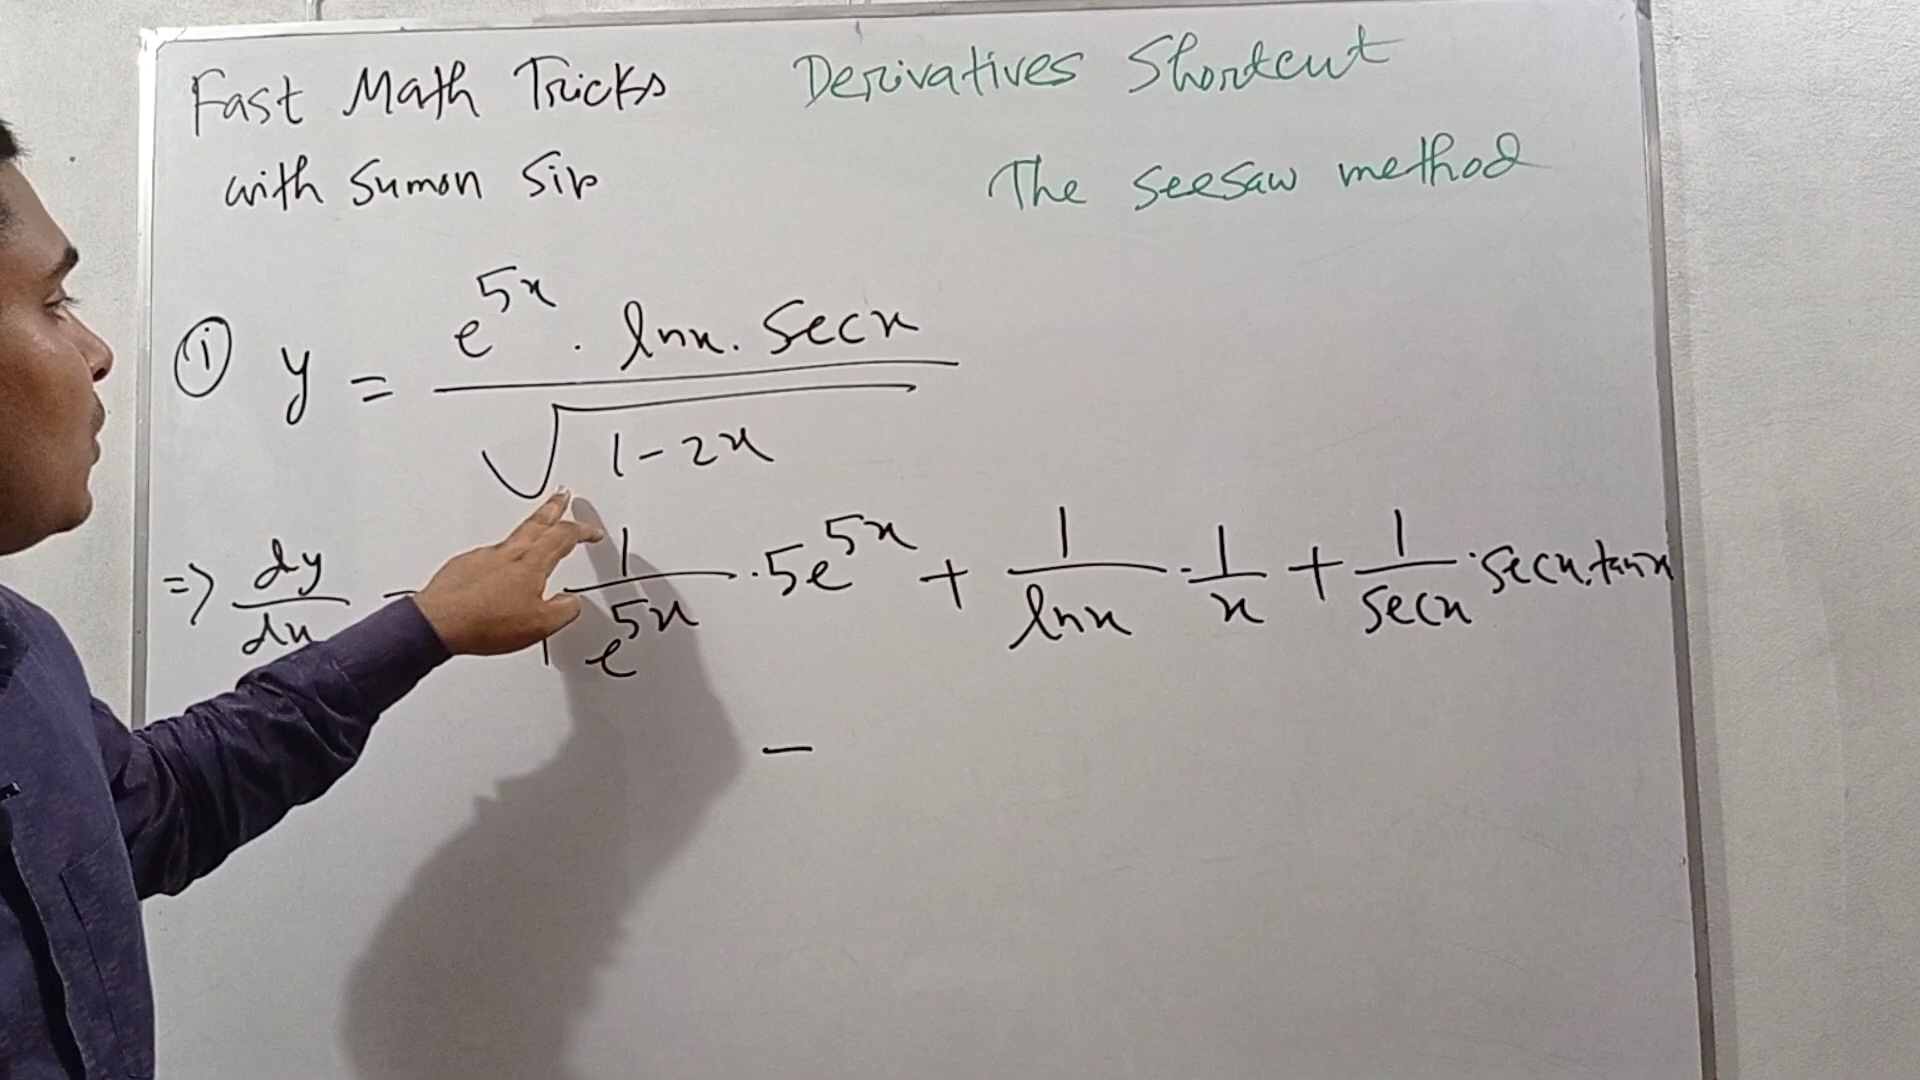 Fast Math Tricks
with Sumon Sir
Derivatives Shortcut
The seesaw method
① y = e^5x . lnx . Secx / √(1-2x)
=> dy/dx = 1/e^5x . 5e^5x + 1/lnx . 1/x + 1/secx . secx.tanx
-